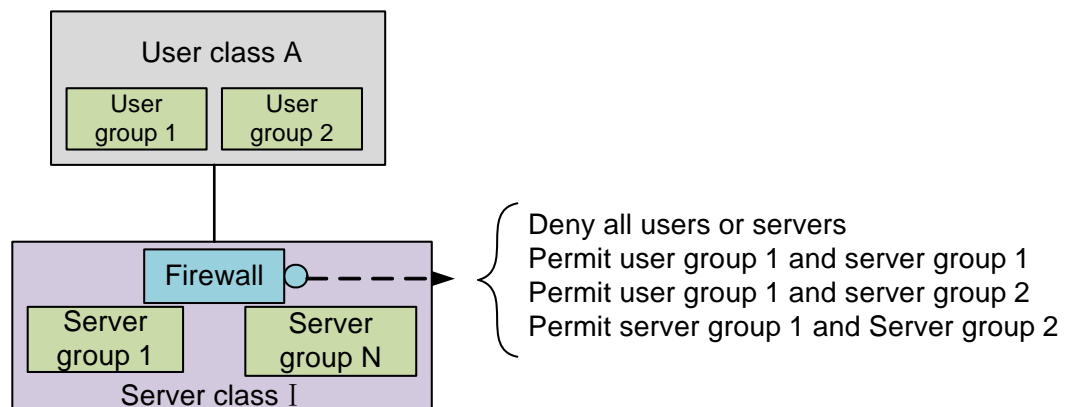 User class A
User
group 1
User
group 2
Firewall
Server
group 1
Server
group N
Server class I
Deny all users or servers
Permit user group 1 and server group 1
Permit user group 1 and server group 2
Permit server group 1 and Server group 2